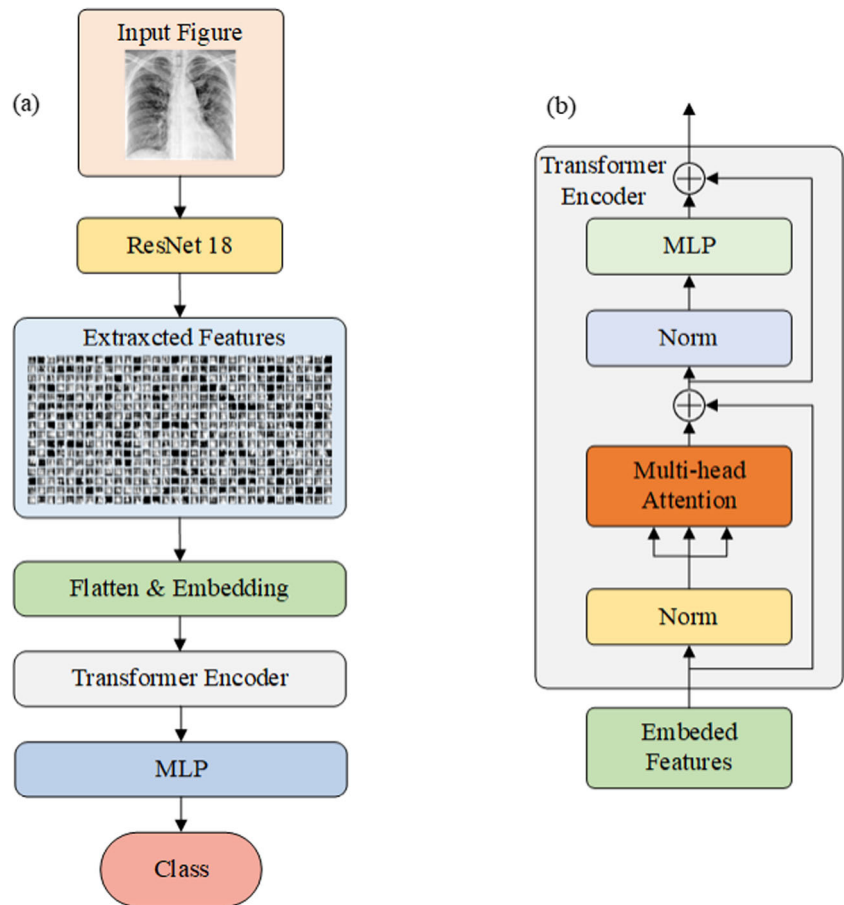 (a)
Input Figure
ResNet 18
Extraxcted Features
Flatten & Embedding
Transformer Encoder
MLP
Class
(b)
Transformer
Encoder
MLP
Norm
Multi-head
Attention
Norm
Embeded
Features